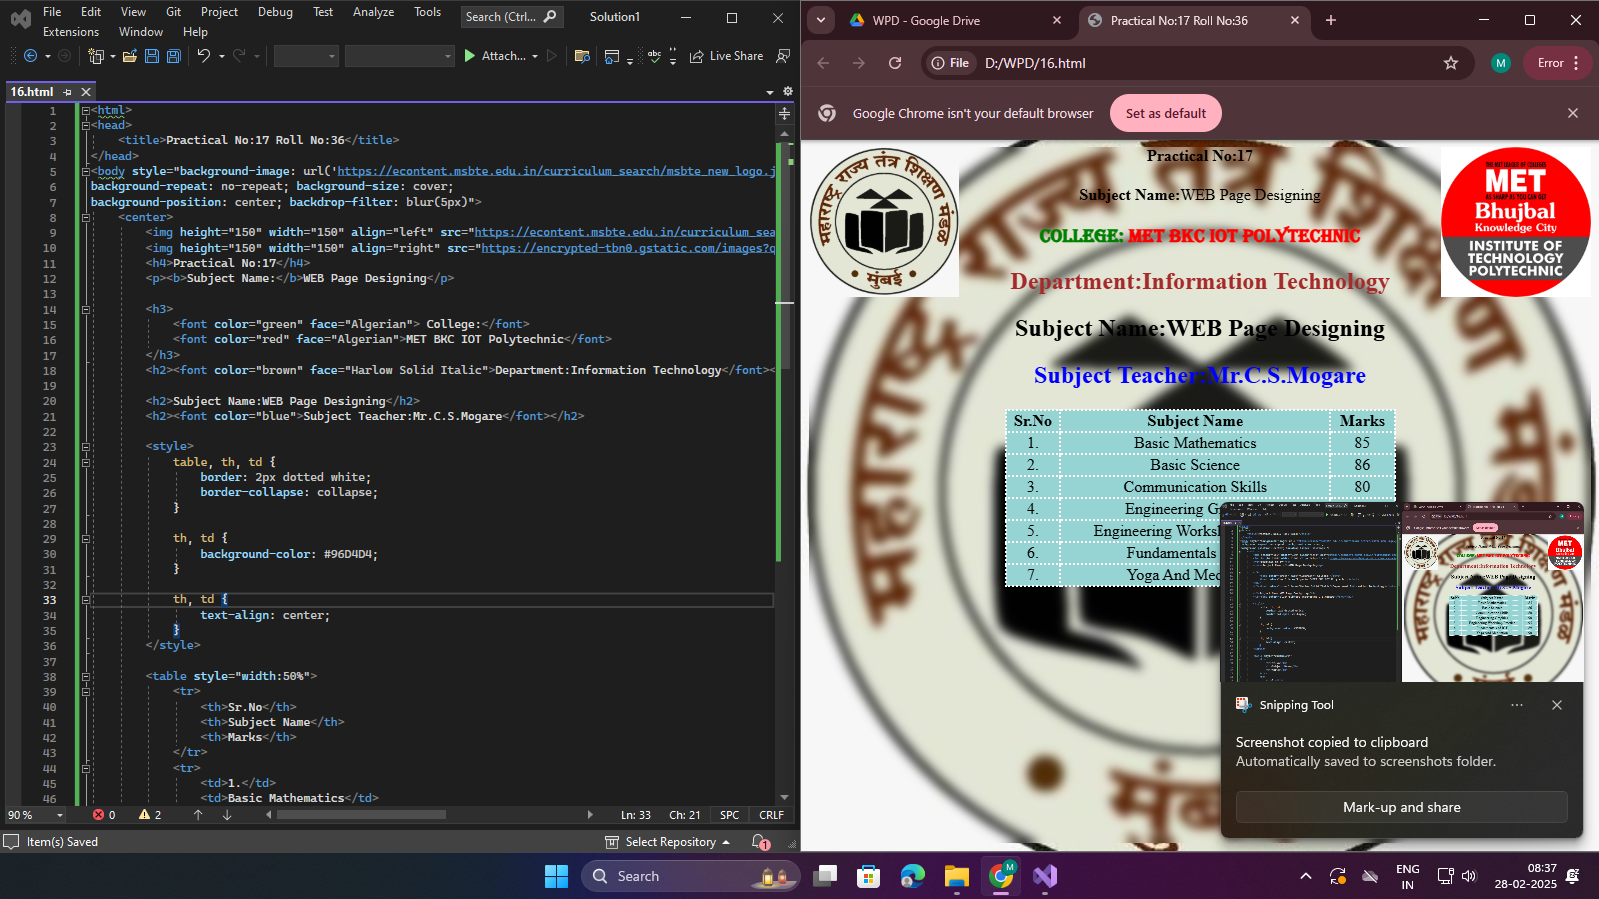 File Edit View Git Project Debug Test Analyze Tools Search (Ctrl... Solution1
Extensions Window Help
Attach... Live Share
16.html
1 <html>
2 <head>
3 <title>Practical No:17 Roll No:36</title>
4 </head>
5 <body style="background-image: url('https://econtent.msbte.edu.in/curriculum_search/msbte_new_logo.j
6 background-repeat: no-repeat; background-size: cover;
7 background-position: center; backdrop-filter: blur(5px)">
8 <center>
9 <img height="150" width="150" align="left" src="https://econtent.msbte.edu.in/curriculum_sea
10 <img height="150" width="150" align="right" src="https://encrypted-tbn0.gstatic.com/images?q
11 <h4>Practical No:17</h4>
12 <p><b>Subject Name:</b>WEB Page Designing</p>
13
14 <h3>
15 <font color="green" face="Algerian"> College:</font>
16 <font color="red" face="Algerian">MET BKC IOT Polytechnic</font>
17 </h3>
18 <h2><font color="brown" face="Harlow Solid Italic">Department:Information Technology</font><
19
20 <h2>Subject Name:WEB Page Designing</h2>
21 <h2><font color="blue">Subject Teacher:Mr.C.S.Mogare</font></h2>
22
23 <style>
24 table, th, td {
25 border: 2px dotted white;
26 border-collapse: collapse;
27 }
28
29 th, td {
30 background-color: #96D4D4;
31 }
32
33 th, td {
34 text-align: center;
35 }
36 </style>
37
38 <table style="width:50%">
39 <tr>
40 <th>Sr.No</th>
41 <th>Subject Name</th>
42 <th>Marks</th>
43 </tr>
44 <tr>
45 <td>1.</td>
46 <td>Basic Mathematics</td>
90 % 0 2 Ln: 33 Ch: 21 SPC CRLF
Item(s) Saved Select Repository 1
WPD - Google Drive Practical No:17 Roll No:36
File D:/WPD/16.html M Error
Google Chrome isn't your default browser Set as default
Practical No:17
Subject Name:WEB Page Designing
COLLEGE: MET BKC IOT POLYTECHNIC
Department:Information Technology
Subject Name:WEB Page Designing
Subject Teacher:Mr.C.S.Mogare
महाराष्ट्र राज्य तंत्र शिक्षण मंडळ
मुंबई
MET
Bhujbal
Knowledge City
INSTITUTE OF
TECHNOLOGY
POLYTECHNIC
Sr.No Subject Name Marks
1. Basic Mathematics 85
2. Basic Science 86
3. Communication Skills 80
4. Engineering
5. Engineering
6. Fundamentals
7. Yoga And
Snipping Tool
Screenshot copied to clipboard
Automatically saved to screenshots folder.
Mark-up and share
Search M ENG 08:37
IN 28-02-2025